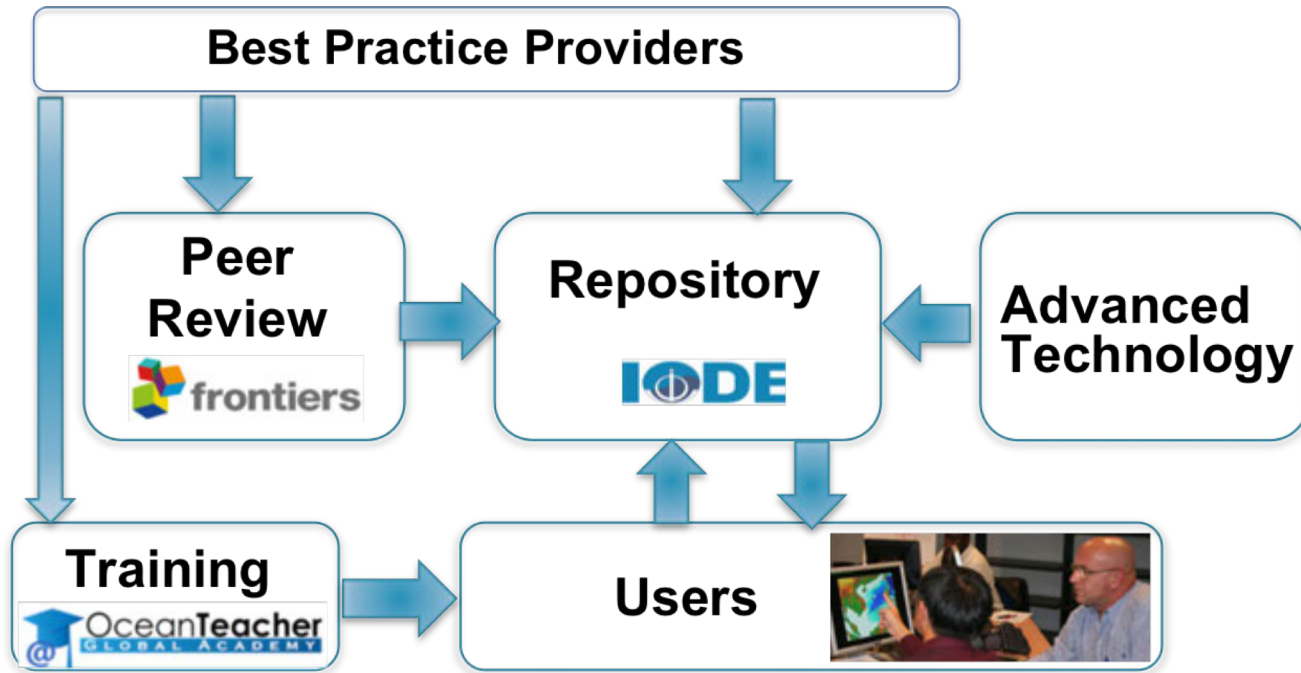 Best Practice Providers
Peer
Review
frontiers
Repository
IODE
Advanced
Technology
Training
@ OceanTeacher
GLOBAL ACADEMY
Users